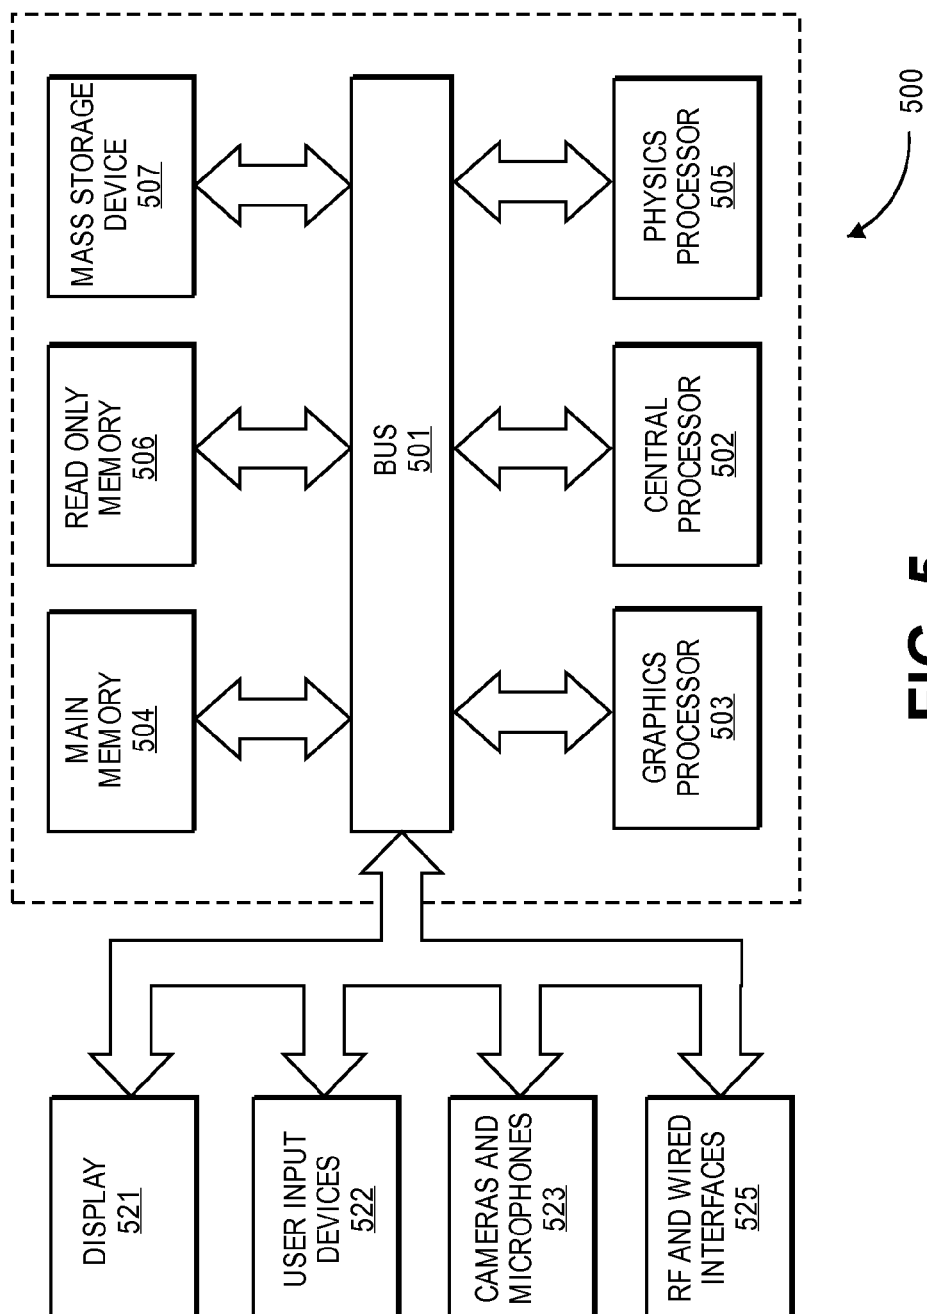 MAIN
MEMORY
504
READ ONLY
MEMORY
506
MASS STORAGE
DEVICE
507
BUS
501
GRAPHICS
PROCESSOR
503
CENTRAL
PROCESSOR
502
PHYSICS
PROCESSOR
505
500
DISPLAY
521
USER INPUT
DEVICES
522
CAMERAS AND
MICROPHONES
523
RF AND WIRED
INTERFACES
525
FIG. 5